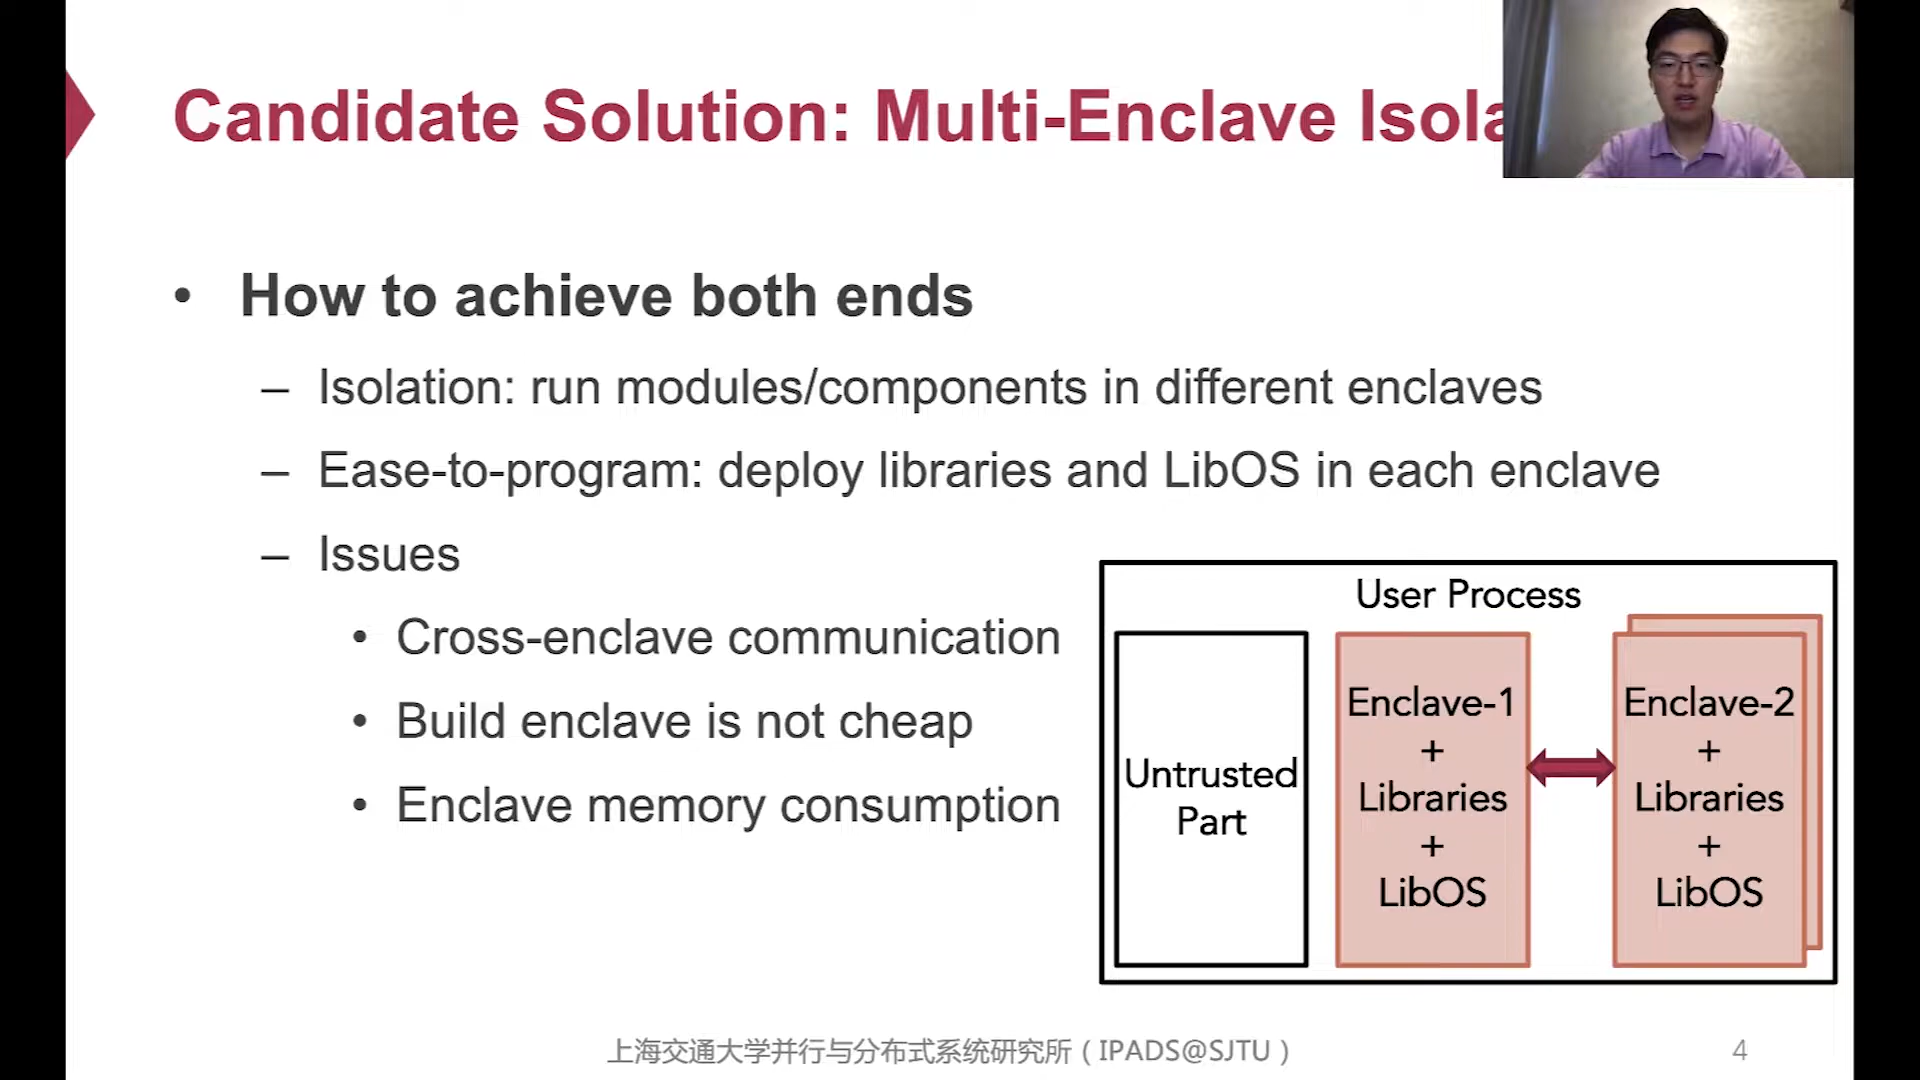 Candidate Solution: Multi-Enclave Isola
• How to achieve both ends
– Isolation: run modules/components in different enclaves
– Ease-to-program: deploy libraries and LibOS in each enclave
– Issues
• Cross-enclave communication
• Build enclave is not cheap
• Enclave memory consumption
User Process
Untrusted
Part
Enclave-1
+
Libraries
+
LibOS
Enclave-2
+
Libraries
+
LibOS
上海交通大学并行与分布式系统研究所（IPADS@SJTU）
4